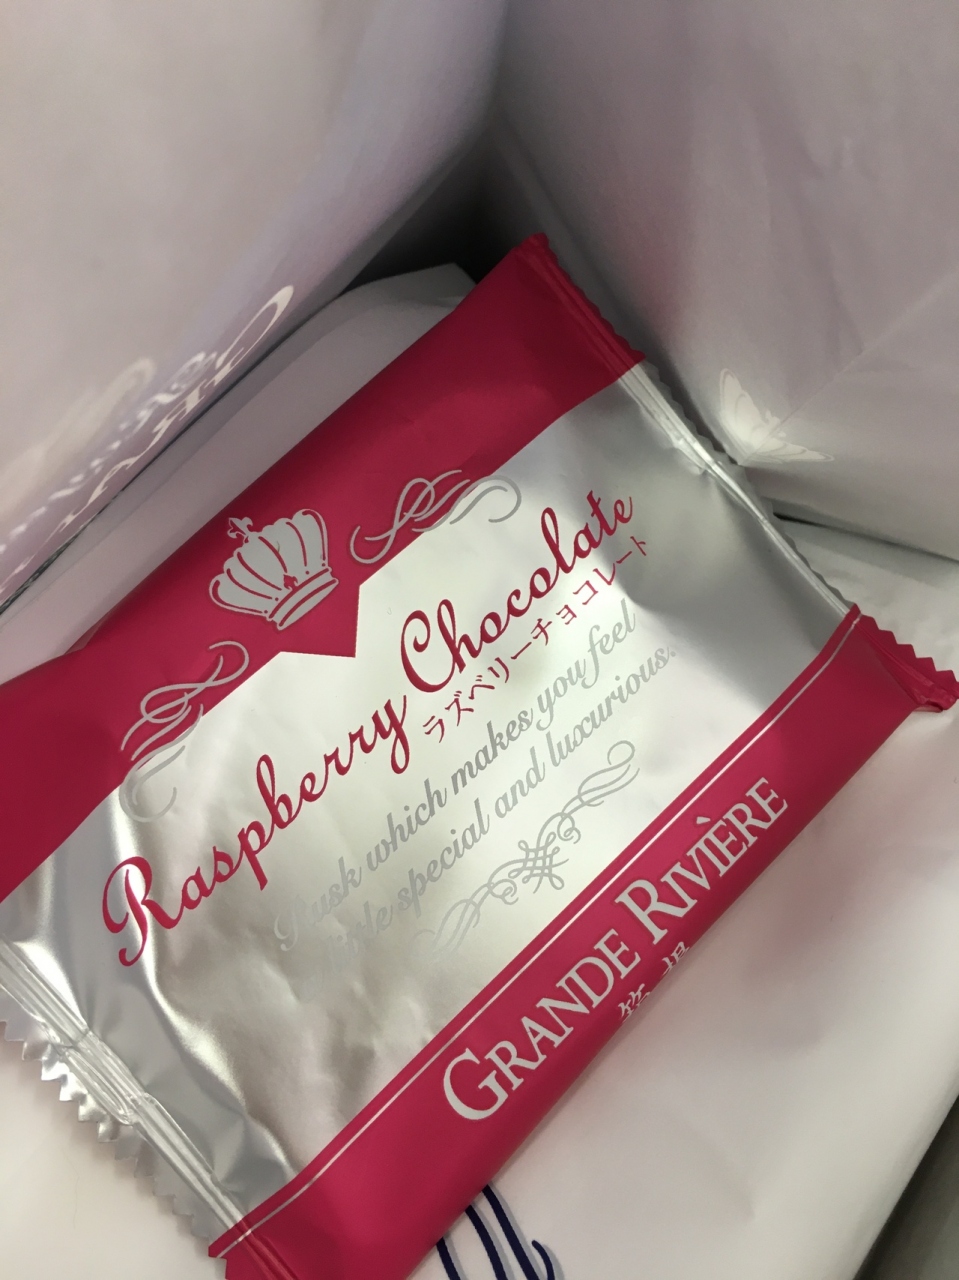 Raspberry Chocolate
ラズベリーチョコレート
Rusk which makes you feel
little special and luxurious.
GRANDE RIVIÈRE